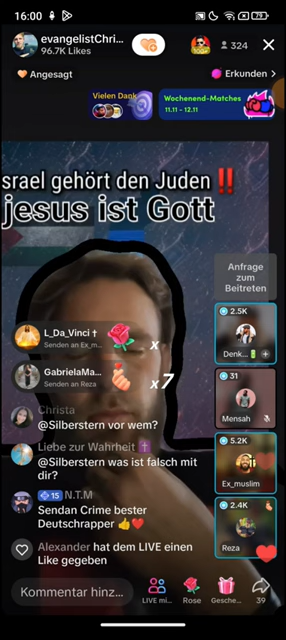 16:00
79
evangelistChri...
96.7K Likes
324
Angesagt
Erkunden >
Vielen Dank
Wochenend-Matches
11.11 - 12.11
srael gehört den Juden‼️
jesus ist Gott
Anfrage
zum
Beitreten
2.5K
Denk...
L_Da_Vinci ✝
Senden an Ex_m...
x
31
Mensah
GabrielaMa...
Senden an Reza
x7
Christa
@Silberstern vor wem?
5.2K
Ex_muslim
Liebe zur Wahrheit ✝️
@Silberstern was ist falsch mit
dir?
15 N.T.M
Sendan Crime bester
Deutschrapper 👍❤️
2.4K
Reza
Alexander hat dem LIVE einen
Like gegeben
Kommentar hinz...
LIVE mi...
Rose
Gesche...
39